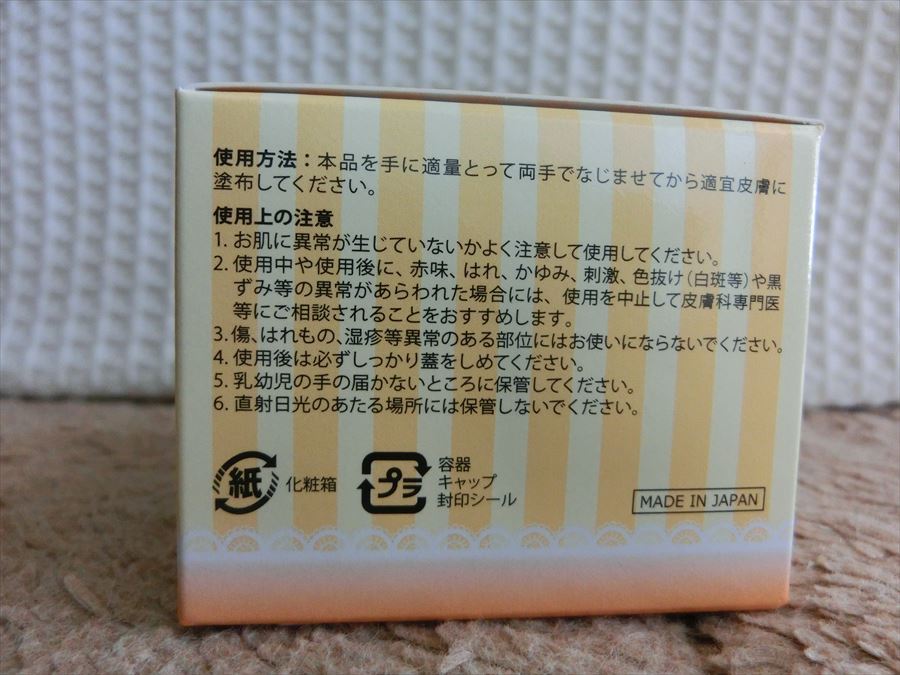 使用方法：本品を手に適量とって両手でなじませてから適宜皮膚に
塗布してください。
使用上の注意
1. お肌に異常が生じていないかよく注意して使用してください。
2. 使用中や使用後に、赤味、はれ、かゆみ、刺激、色抜け（白斑等）や黒
ずみ等の異常があらわれた場合には、使用を中止して皮膚科専門医
等にご相談されることをおすすめします。
3. 傷、はれもの、湿疹等異常のある部位にはお使いにならないでください。
4. 使用後は必ずしっかり蓋をしめてください。
5. 乳幼児の手の届かないところに保管してください。
6. 直射日光のあたる場所には保管しないでください。
紙 化粧箱
プラ 容器
キャップ
封印シール
MADE IN JAPAN